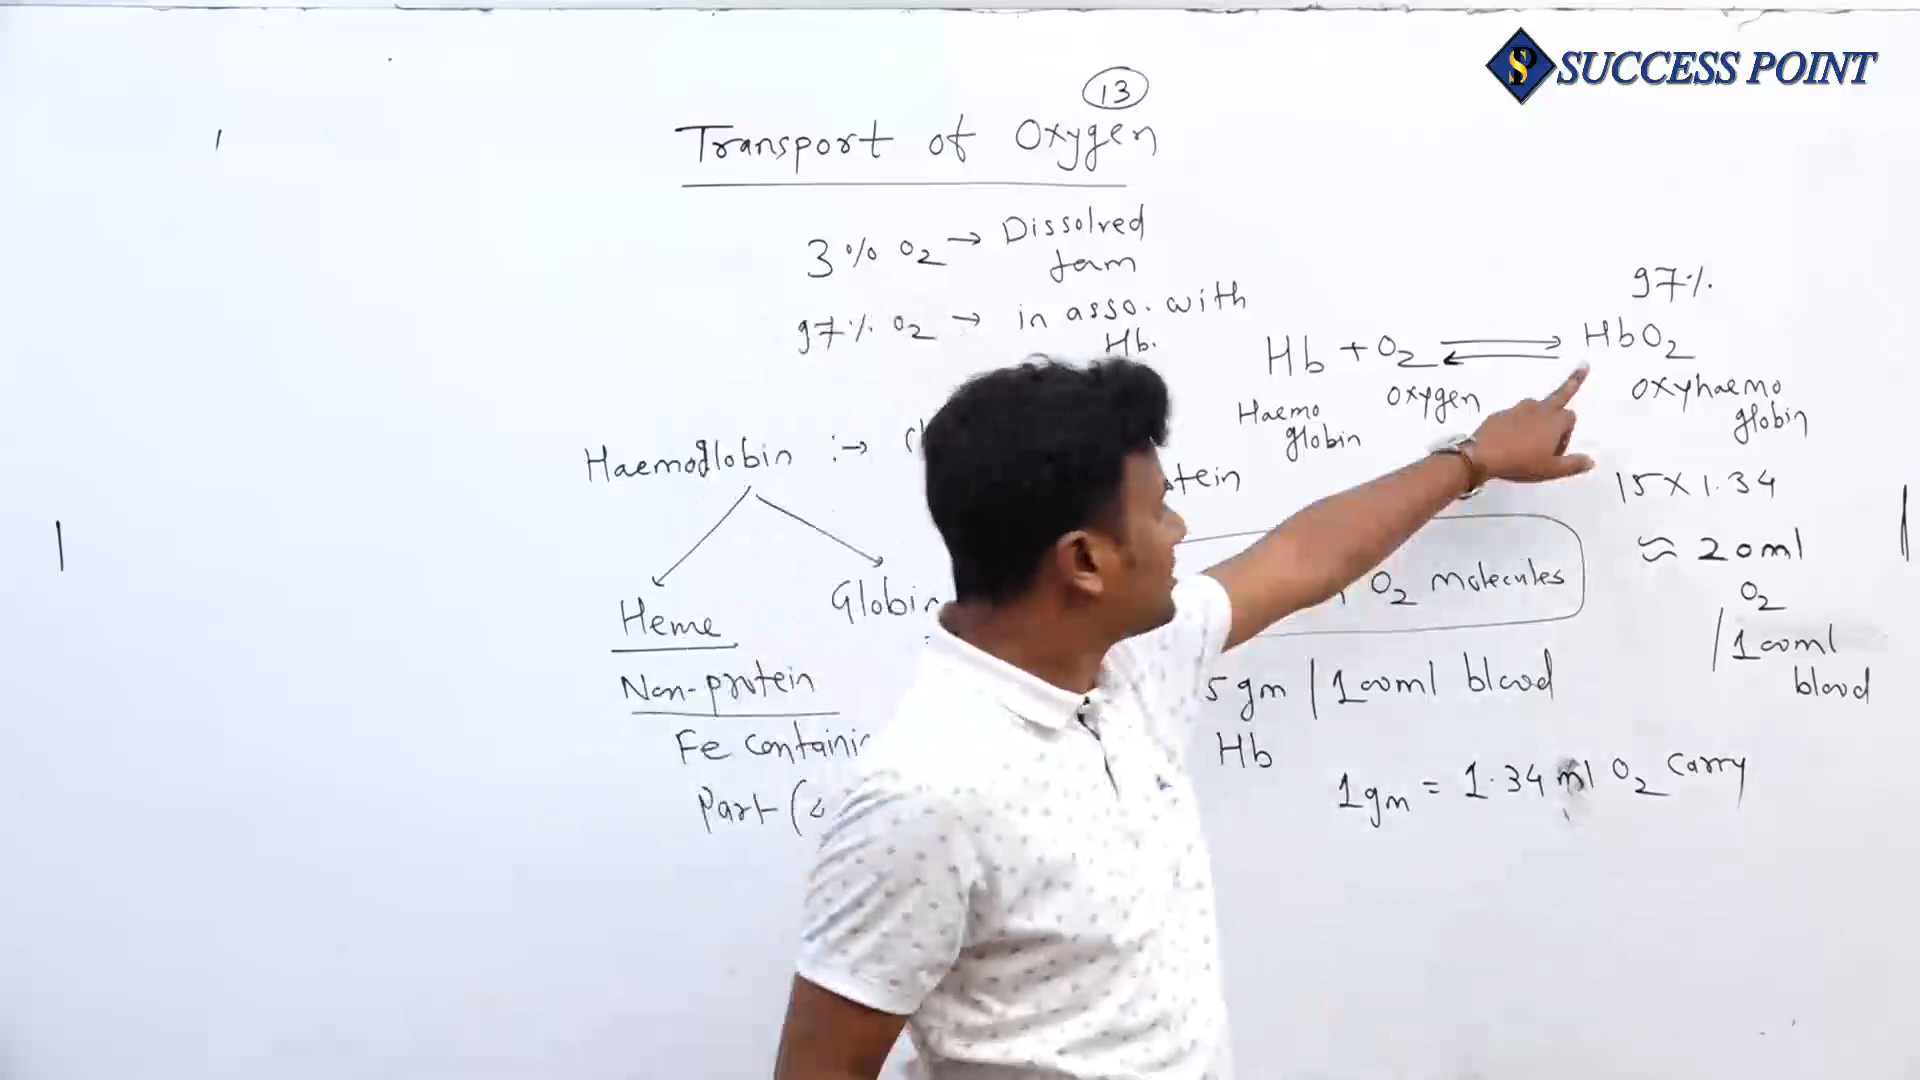 SUCCESS POINT
13
Transport of Oxygen
3% O2 → Dissolved
form
97% O2 → in asso. with
Hb.
97%
Hb + O2 ⇌ HbO2
Haemo
globin
oxygen
oxyhaemo
globin
Haemoglobin :→
tein
15 x 1.34
≈ 20ml
O2
/100ml
blood
Heme
Globin
O2 molecules
Non-protein
Fe
Part (
5 gm / 100ml blood
Hb
1gm = 1.34 ml O2 carry